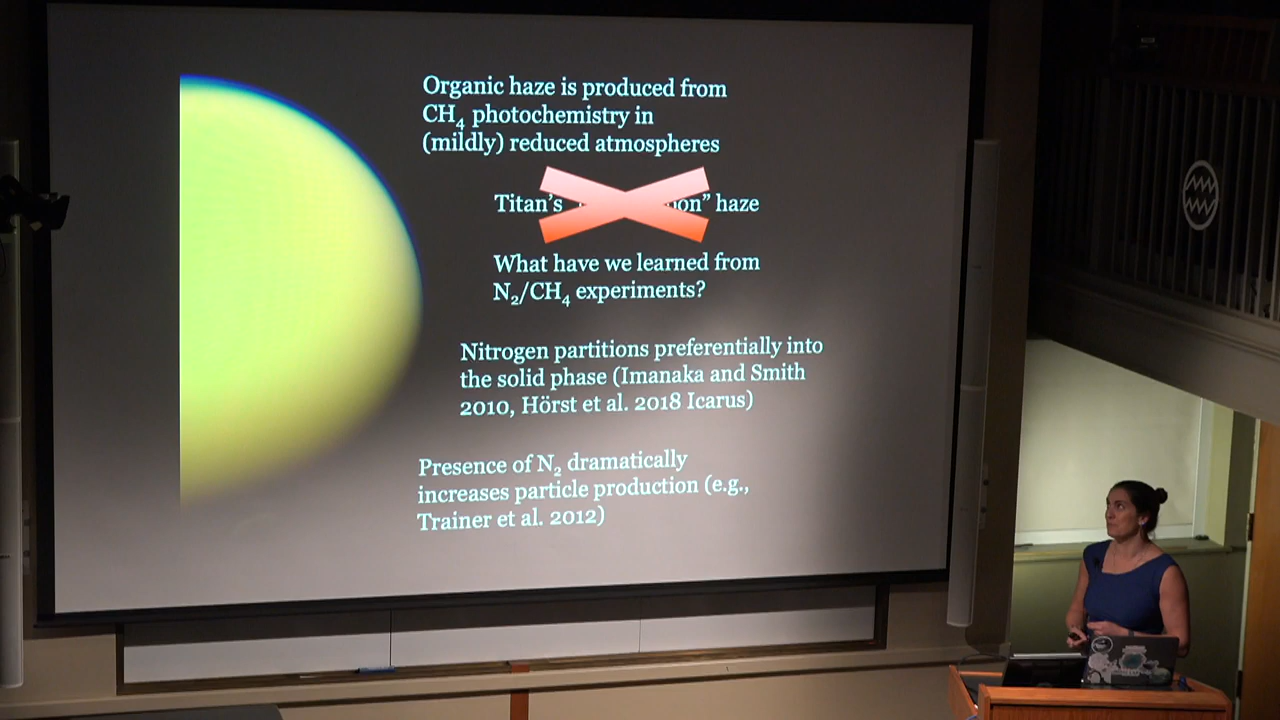 Organic haze is produced from
CH₄ photochemistry in
(mildly) reduced atmospheres
Titan's on" haze
What have we learned from
N₂/CH₄ experiments?
Nitrogen partitions preferentially into
the solid phase (Imanaka and Smith
2010, Hörst et al. 2018 Icarus)
Presence of N₂ dramatically
increases particle production (e.g.,
Trainer et al. 2012)